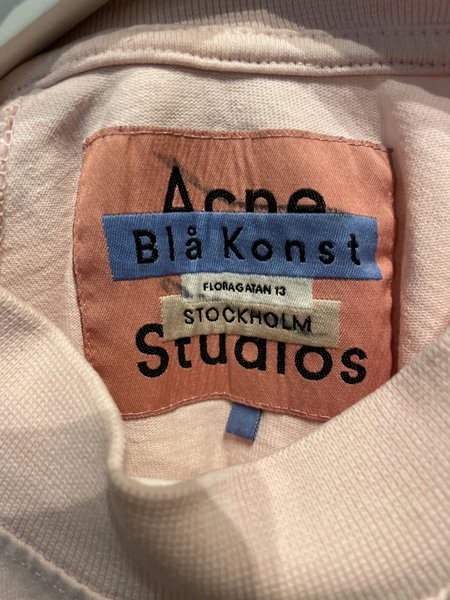 Acne
Blå Konst
FLORAGATAN 13
STOCKHOLM
Studios